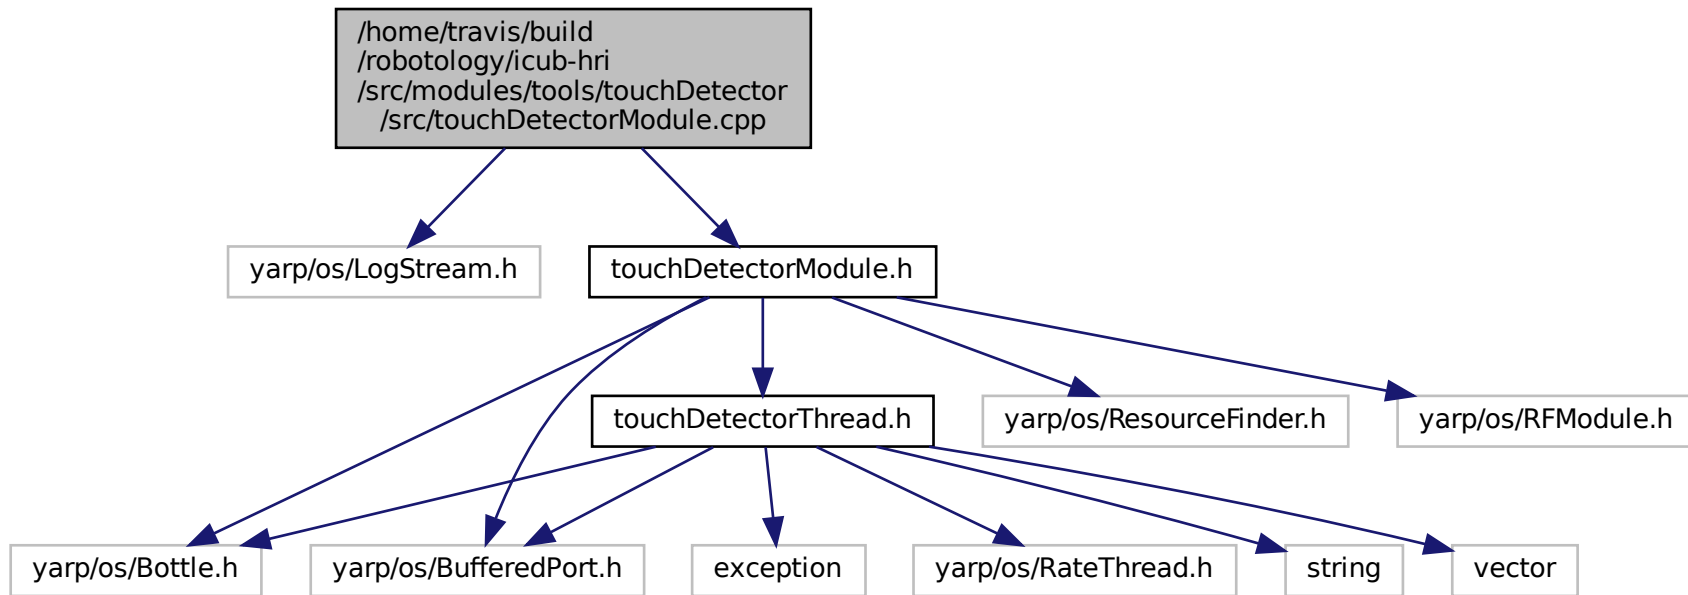 /home/travis/build
/robotology/icub-hri
/src/modules/tools/touchDetector
/src/touchDetectorModule.cpp
yarp/os/LogStream.h
touchDetectorModule.h
touchDetectorThread.h
yarp/os/ResourceFinder.h
yarp/os/RFModule.h
yarp/os/Bottle.h
yarp/os/BufferedPort.h
exception
yarp/os/RateThread.h
string
vector